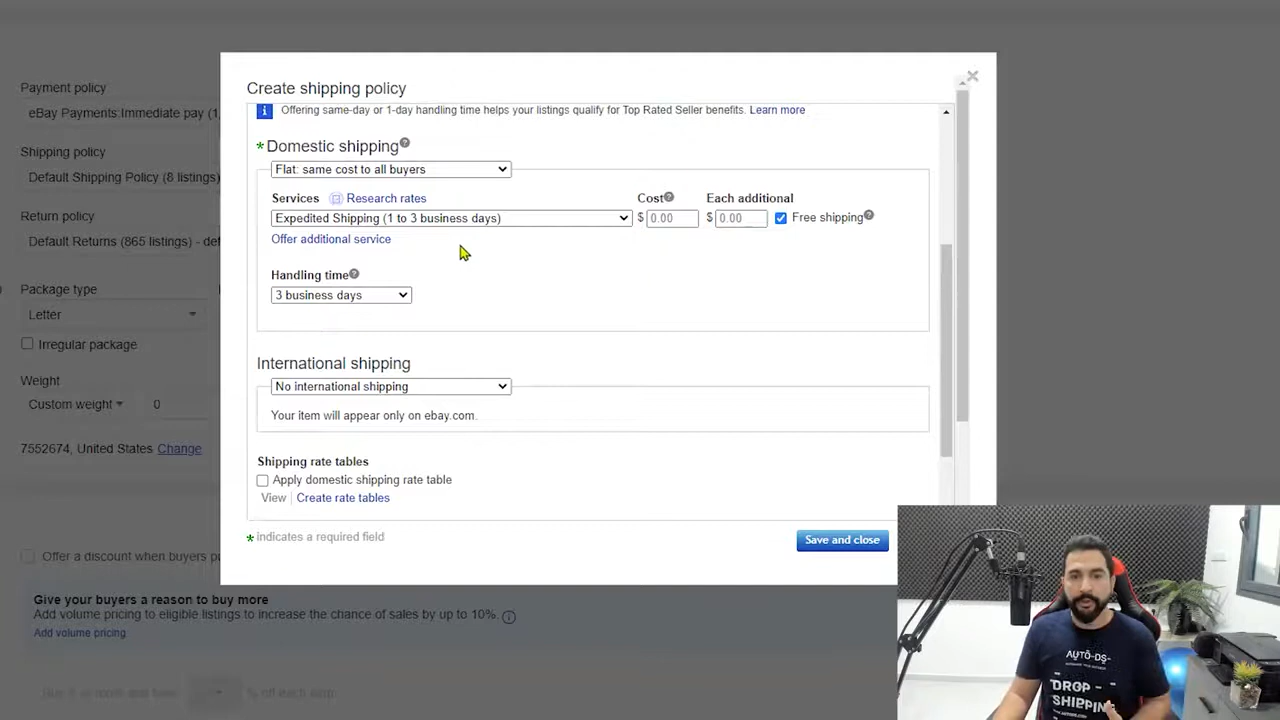 Create shipping policy
Offering same-day or 1-day handling time helps your listings qualify for Top Rated Seller benefits. Learn more
* Domestic shipping
Flat: same cost to all buyers
Services Research rates Cost Each additional
Expedited Shipping (1 to 3 business days) $ 0.00 $ 0.00 Free shipping
Offer additional service
Handling time
3 business days
International shipping
No international shipping
Your item will appear only on ebay.com.
Shipping rate tables
Apply domestic shipping rate table
View | Create rate tables
* indicates a required field
Save and close
Payment policy
eBay Payments:Immediate pay (1,
Shipping policy
Default Shipping Policy (8 listings)
Return policy
Default Returns (865 listings) - def
Package type
Letter
Irregular package
Weight
Custom weight 0
7552674, United States Change
Offer a discount when buyers pu
Give your buyers a reason to buy more
Add volume pricing to eligible listings to increase the chance of sales by up to 10%.
Add volume pricing
% off each
AUTO-DS
DROP
SHIPPIN